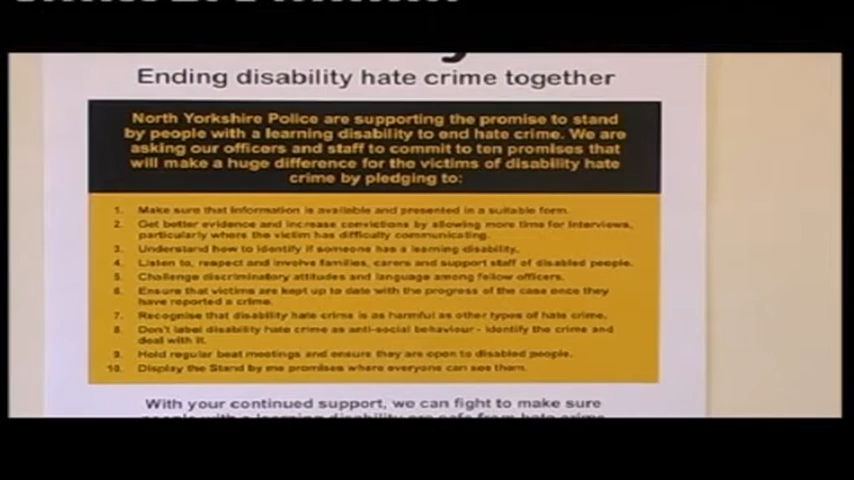 Ending disability hate crime together
North Yorkshire Police are supporting the promise to stand
by people with a learning disability to end hate crime. We are
asking our officers and staff to commit to ten promises that
will make a huge difference for the victims of disability hate
crime by pledging to:
1. Make sure that information is available and presented in a suitable form.
2. Get better evidence and increase convictions by allowing more time for interviews,
particularly where the victim has difficulty communicating.
3. Understand how to identify if someone has a learning disability.
4. Listen to, respect and involve families, carers and support staff of disabled people.
5. Challenge discriminatory attitudes and language among fellow officers.
6. Ensure that victims are kept up to date with the progress of the case once they
have reported a crime.
7. Recognise that disability hate crime is as harmful as other types of hate crime.
8. Don't label disability hate crime as anti-social behaviour - identify the crime and
deal with it.
9. Hold regular beat meetings and ensure they are open to disabled people.
10. Display the Stand by me promises where everyone can see them.
With your continued support, we can fight to make sure
people with a learning disability are safe from hate crime